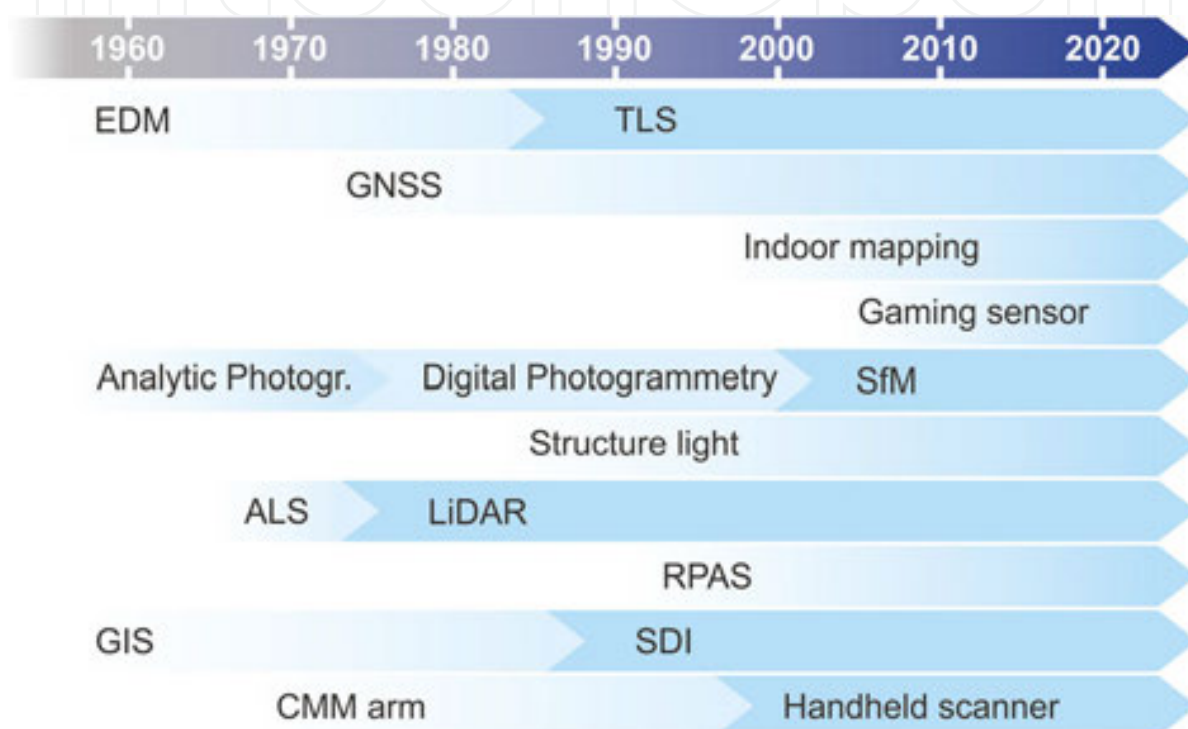 1960 1970 1980 1990 2000 2010 2020
EDM TLS
GNSS
Indoor mapping
Gaming sensor
Analytic Photogr. Digital Photogrammetry SfM
Structure light
ALS LiDAR
RPAS
GIS SDI
CMM arm Handheld scanner